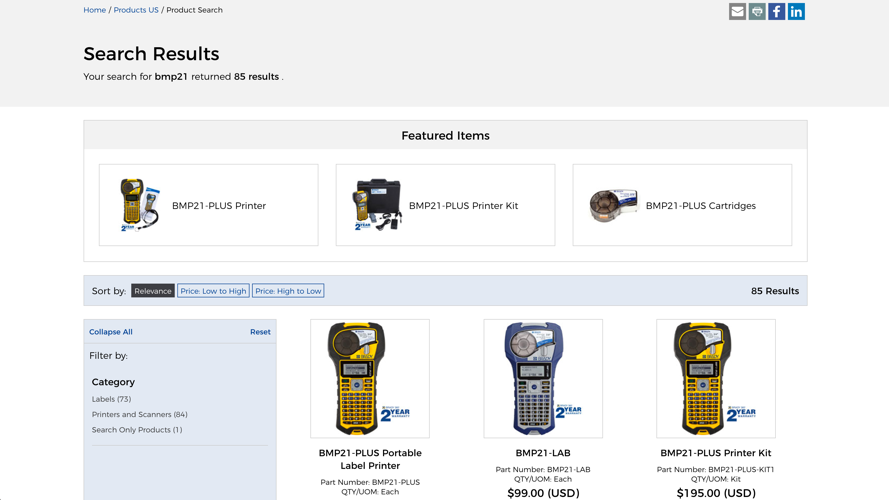 Home / Products US / Product Search
Search Results
Your search for bmp21 returned 85 results .
Featured Items
BMP21-PLUS Printer
BMP21-PLUS Printer Kit
BMP21-PLUS Cartridges
Sort by: Relevance Price: Low to High Price: High to Low 85 Results
Collapse All Reset
Filter by:
Category
Labels (73)
Printers and Scanners (84)
Search Only Products (1)
2 YEAR
BMP21-PLUS Portable
Label Printer
Part Number: BMP21-PLUS
QTY/UOM: Each
2 YEAR
BMP21-LAB
Part Number: BMP21-LAB
QTY/UOM: Each
$99.00 (USD)
2 YEAR
BMP21-PLUS Printer Kit
Part Number: BMP21-PLUS-KIT1
QTY/UOM: Kit
$195.00 (USD)